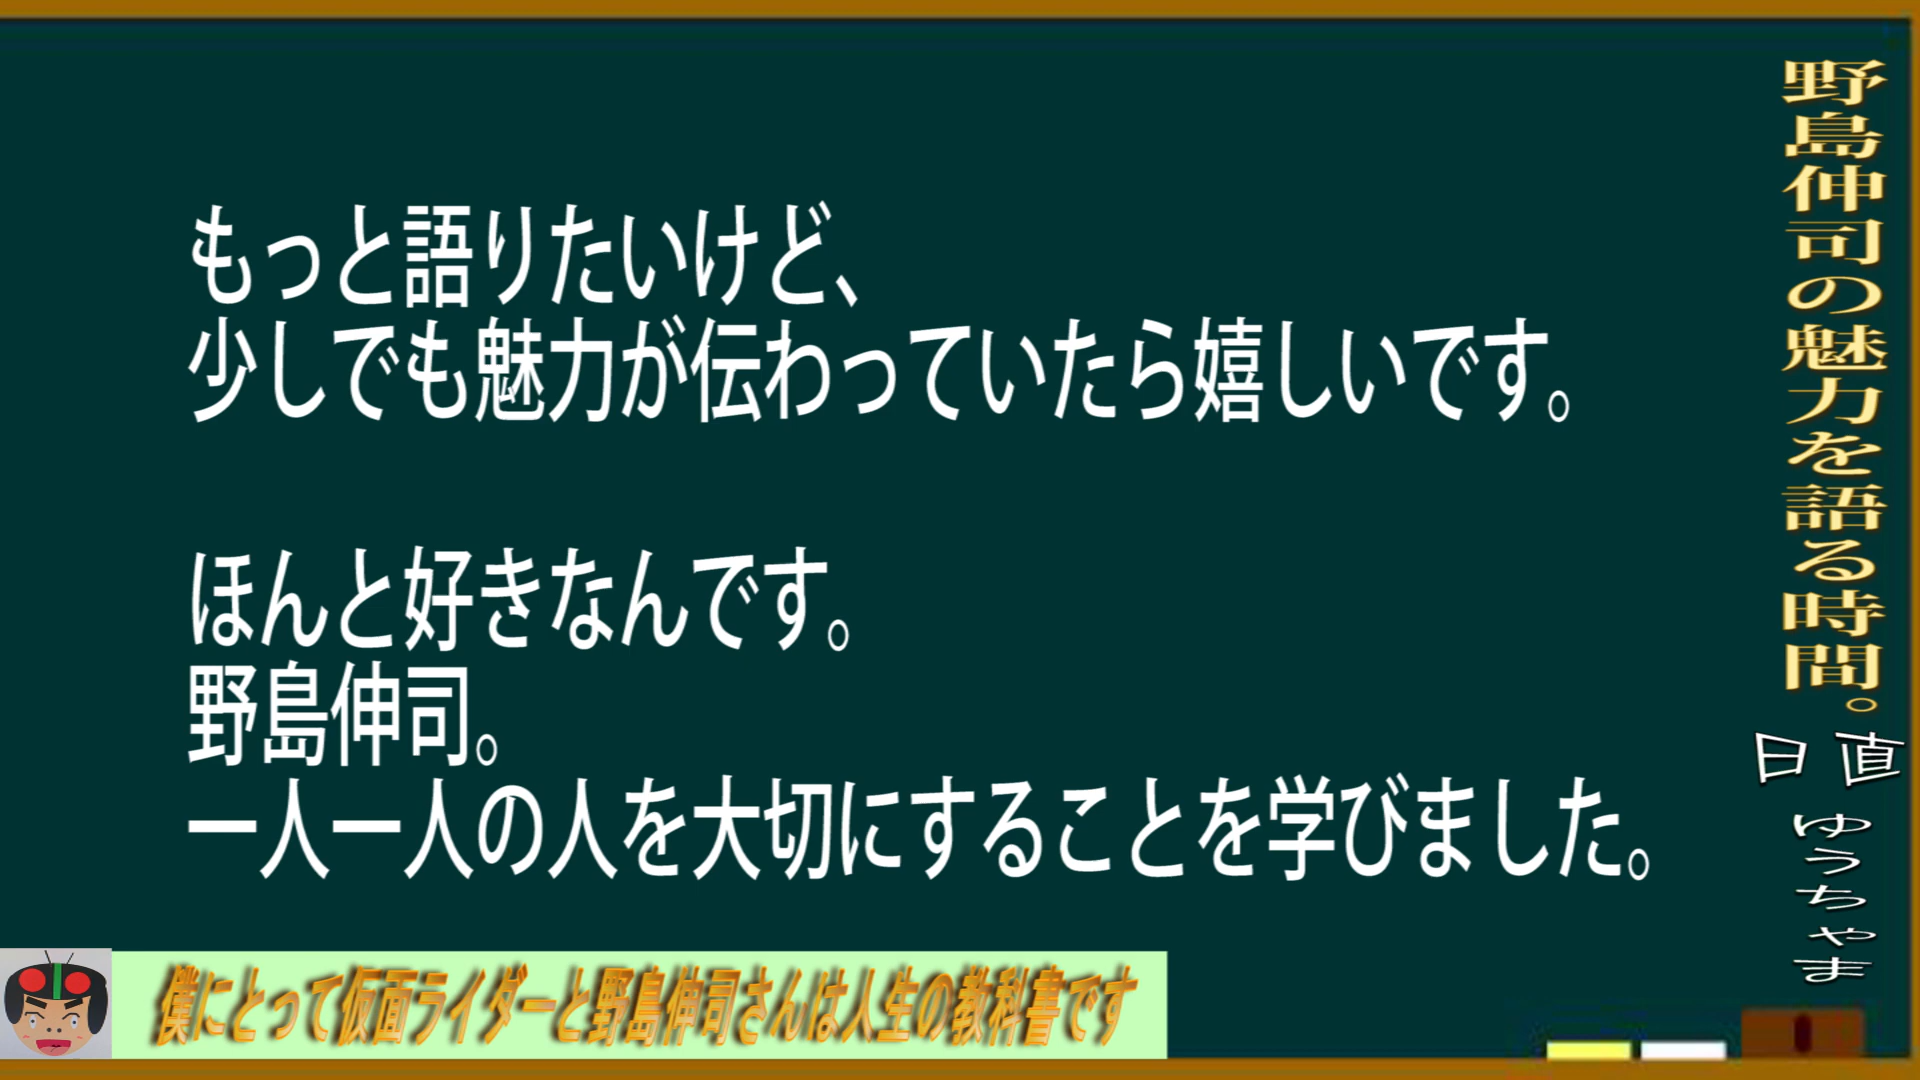 もっと語りたいけど、
少しでも魅力が伝わっていたら嬉しいです。
ほんと好きなんです。
野島伸司。
一人一人の人を大切にすることを学びました。
野島伸司の魅力を語る時間。
日直
ゆうちやま
僕にとって仮面ライダーと野島伸司さんは人生の教科書です